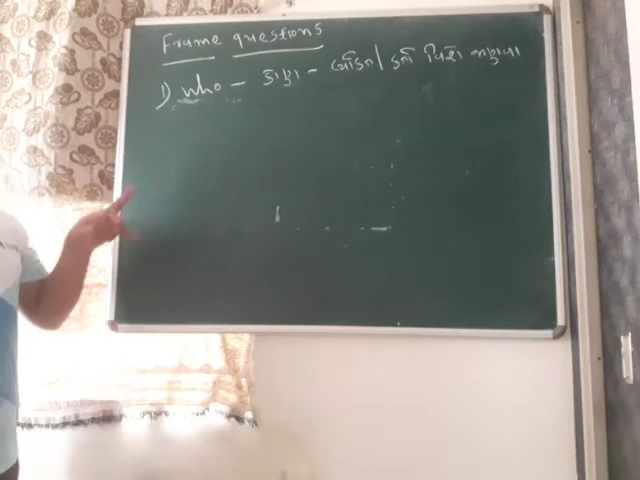 Frame questions
1) Who - કોણ - વ્યક્તિ / કર્તા વિશે જાણવા